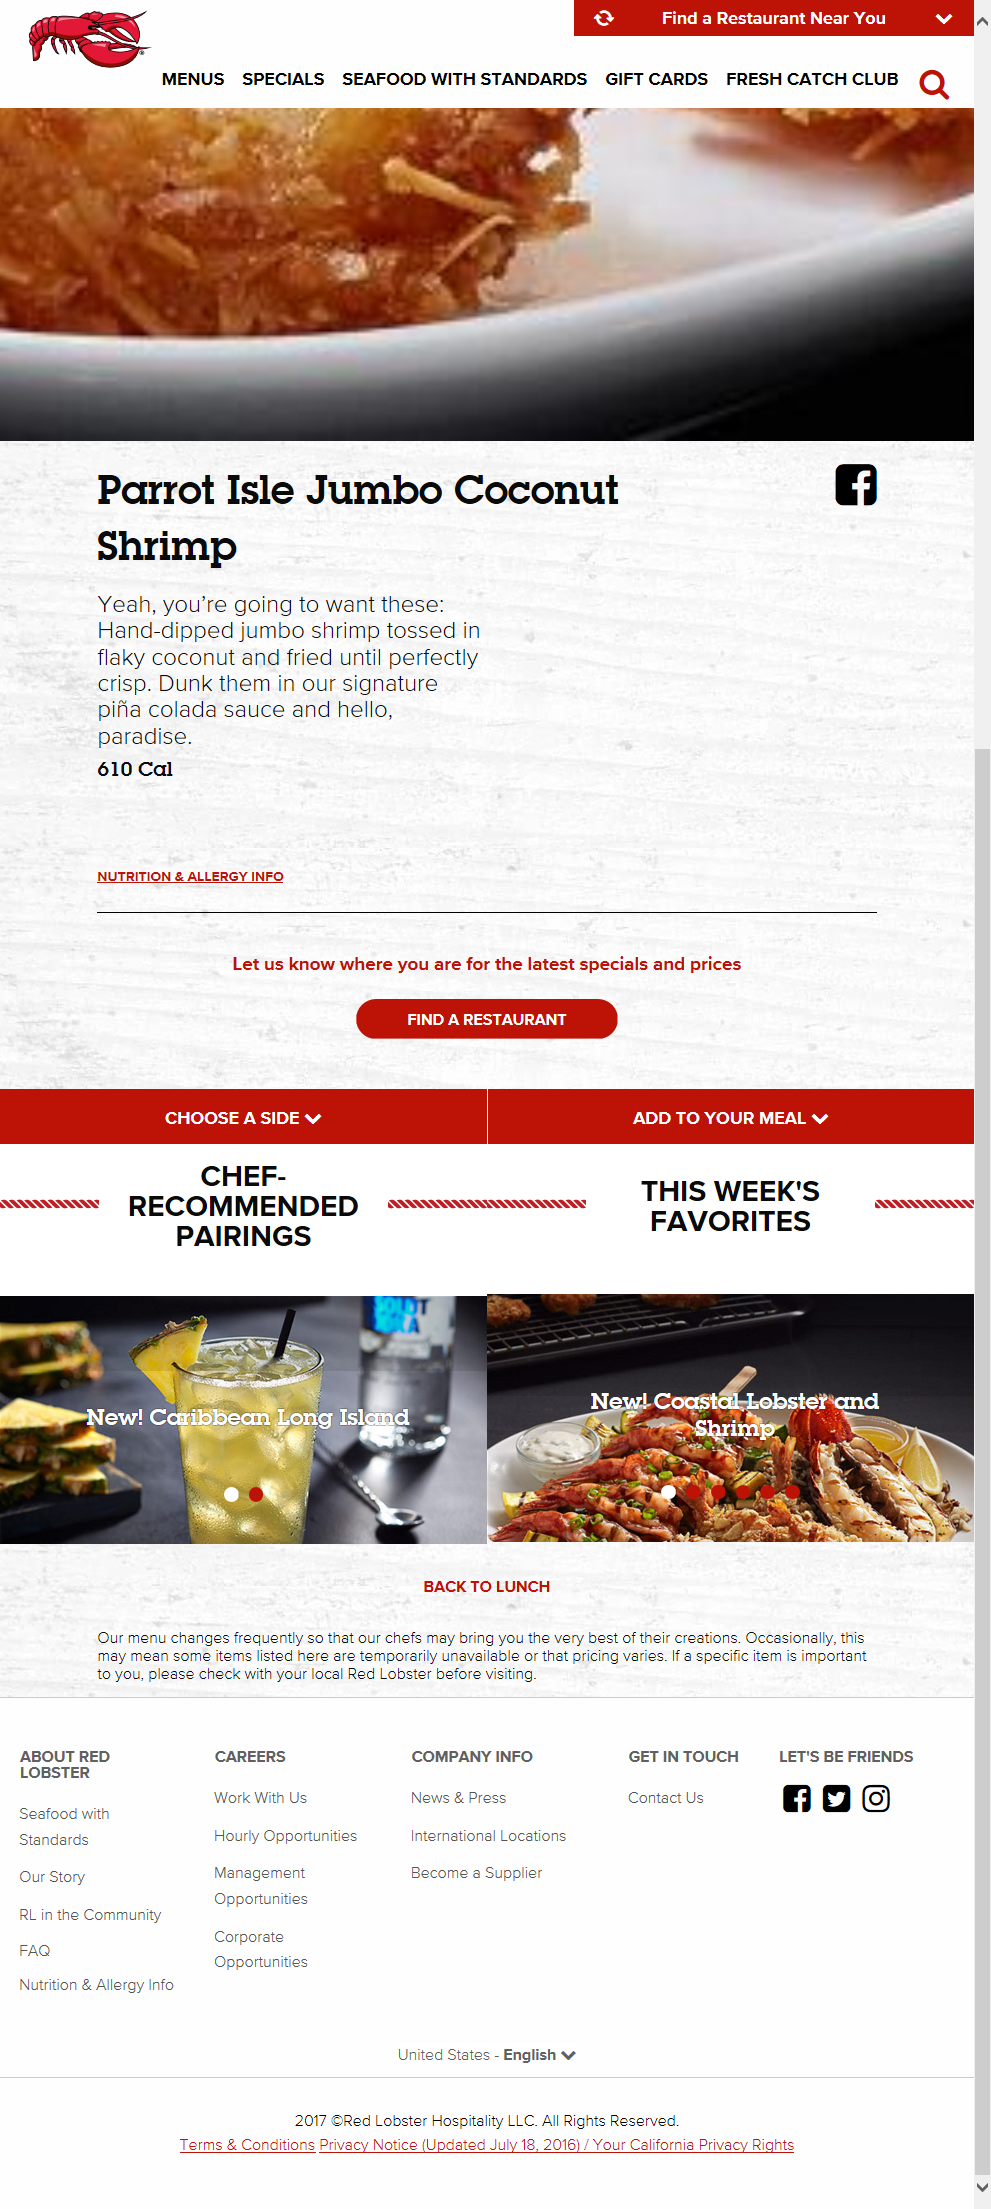 Find a Restaurant Near You
MENUS SPECIALS SEAFOOD WITH STANDARDS GIFT CARDS FRESH CATCH CLUB
Parrot Isle Jumbo Coconut
Shrimp
Yeah, you're going to want these:
Hand-dipped jumbo shrimp tossed in
flaky coconut and fried until perfectly
crisp. Dunk them in our signature
piña colada sauce and hello,
paradise.
610 Cal
NUTRITION & ALLERGY INFO
Let us know where you are for the latest specials and prices
FIND A RESTAURANT
CHOOSE A SIDE
ADD TO YOUR MEAL
CHEF-
RECOMMENDED
PAIRINGS
THIS WEEK'S
FAVORITES
New! Caribbean Long Island
New! Coastal Lobster and
Shrimp
BACK TO LUNCH
Our menu changes frequently so that our chefs may bring you the very best of their creations. Occasionally, this
may mean some items listed here are temporarily unavailable or that pricing varies. If a specific item is important
to you, please check with your local Red Lobster before visiting.
ABOUT RED
LOBSTER
Seafood with
Standards
Our Story
RL in the Community
FAQ
Nutrition & Allergy Info
CAREERS
Work With Us
Hourly Opportunities
Management
Opportunities
Corporate
Opportunities
COMPANY INFO
News & Press
International Locations
Become a Supplier
GET IN TOUCH
Contact Us
LET'S BE FRIENDS
United States - English
2017 ©Red Lobster Hospitality LLC. All Rights Reserved.
Terms & Conditions Privacy Notice (Updated July 18, 2016) / Your California Privacy Rights